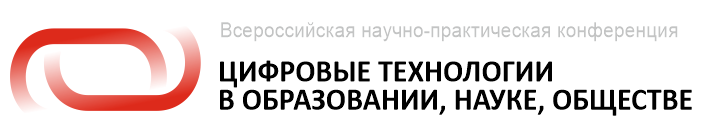 Всероссийская научно-практическая конференция
ЦИФРОВЫЕ ТЕХНОЛОГИИ
В ОБРАЗОВАНИИ, НАУКЕ, ОБЩЕСТВЕ